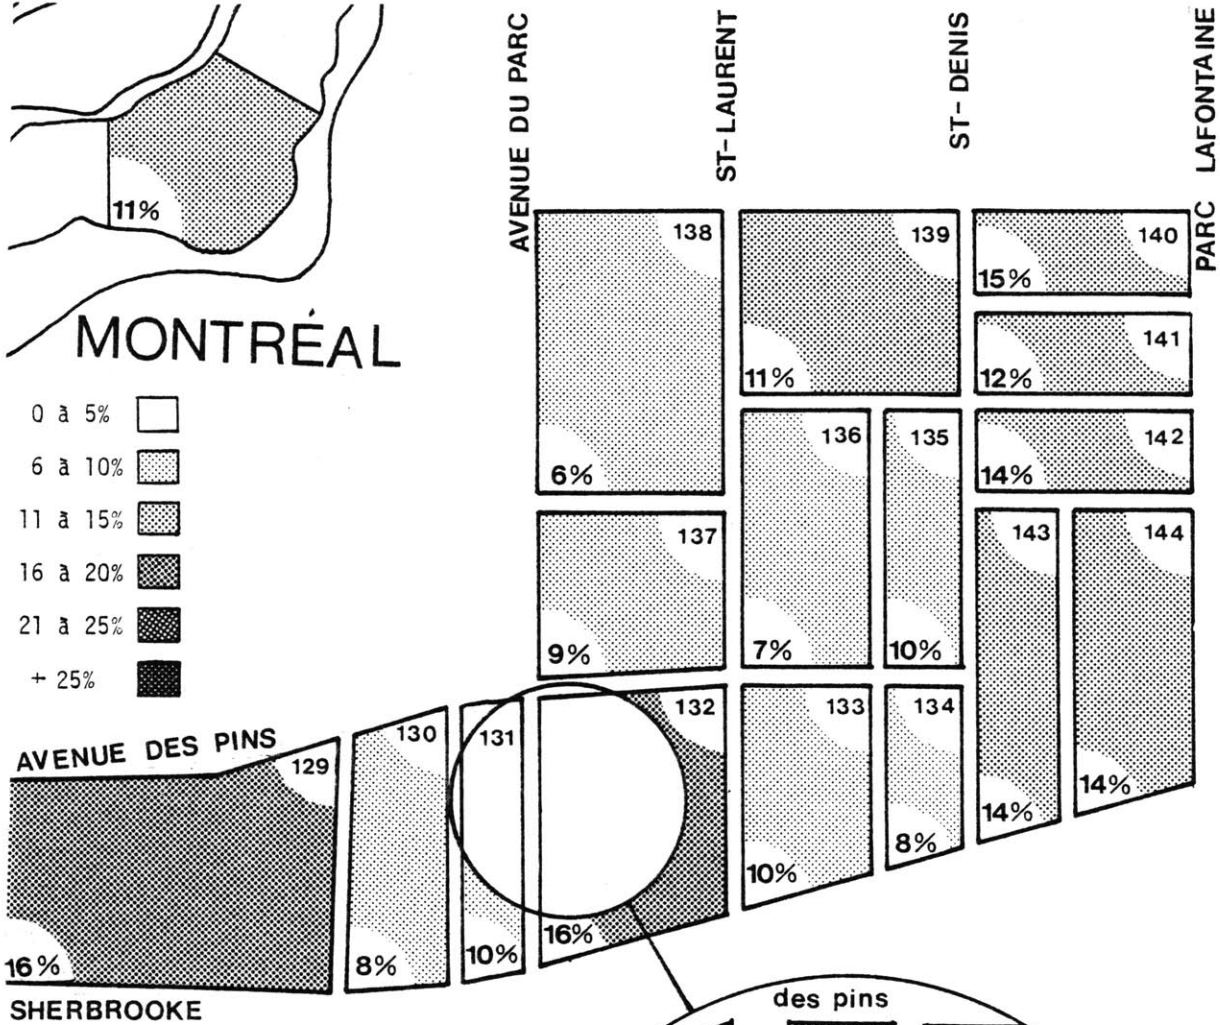 AVENUE DU PARC
ST-LAURENT
ST-DENIS
PARC LAFONTAINE
11%
MONTRÉAL
0 à 5%
6 à 10%
11 à 15%
16 à 20%
21 à 25%
+ 25%
138
6%
139
11%
140
15%
141
12%
142
14%
136
7%
135
10%
137
9%
143
14%
144
14%
AVENUE DES PINS
129
16%
130
8%
131
10%
132
16%
133
10%
134
8%
SHERBROOKE
des pins